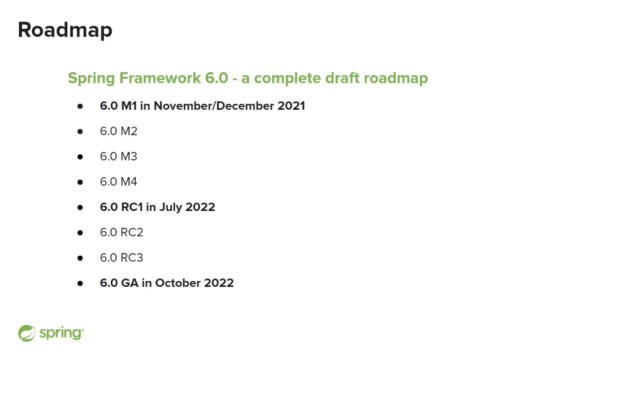 Roadmap
Spring Framework 6.0 - a complete draft roadmap
● 6.0 M1 in November/December 2021
● 6.0 M2
● 6.0 M3
● 6.0 M4
● 6.0 RC1 in July 2022
● 6.0 RC2
● 6.0 RC3
● 6.0 GA in October 2022
spring